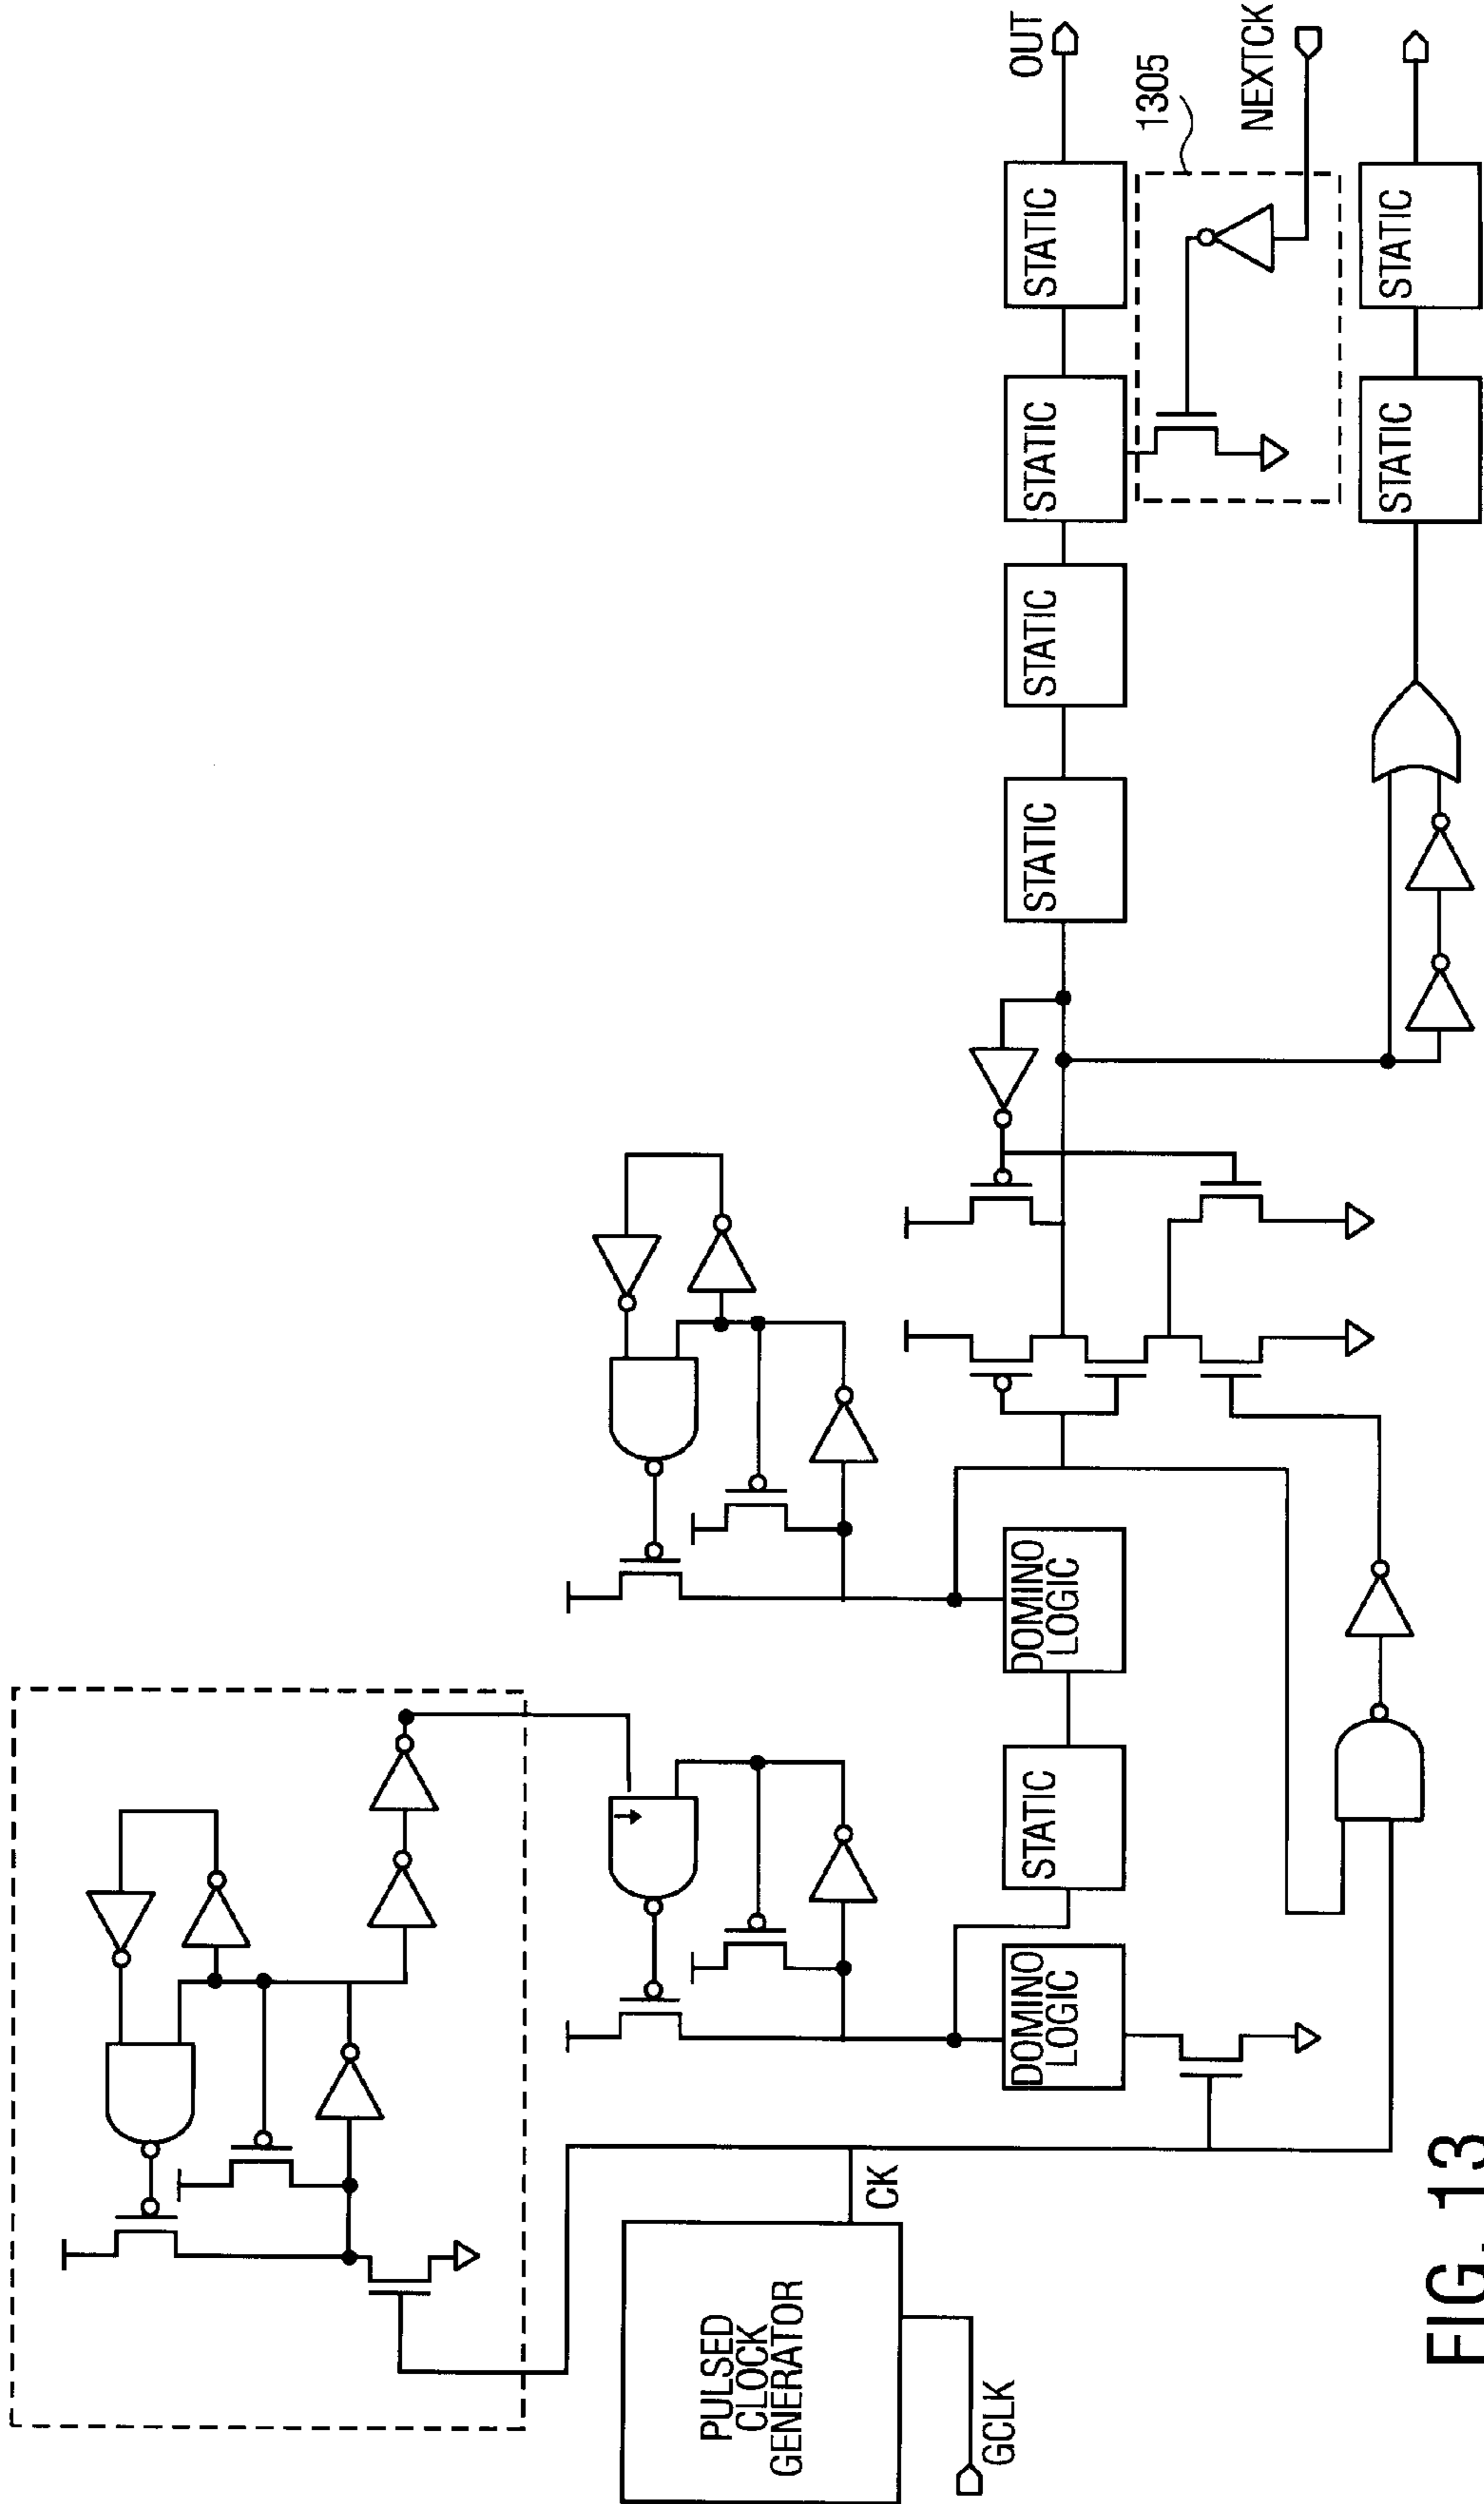 PULSED
CLOCK
GENERATOR
GCLK
CK
DOMINO
LOGIC
STATIC
DOMINO
LOGIC
STATIC
STATIC
STATIC
STATIC
OUT
1305
NEXTCK
STATIC
STATIC
FIG. 13